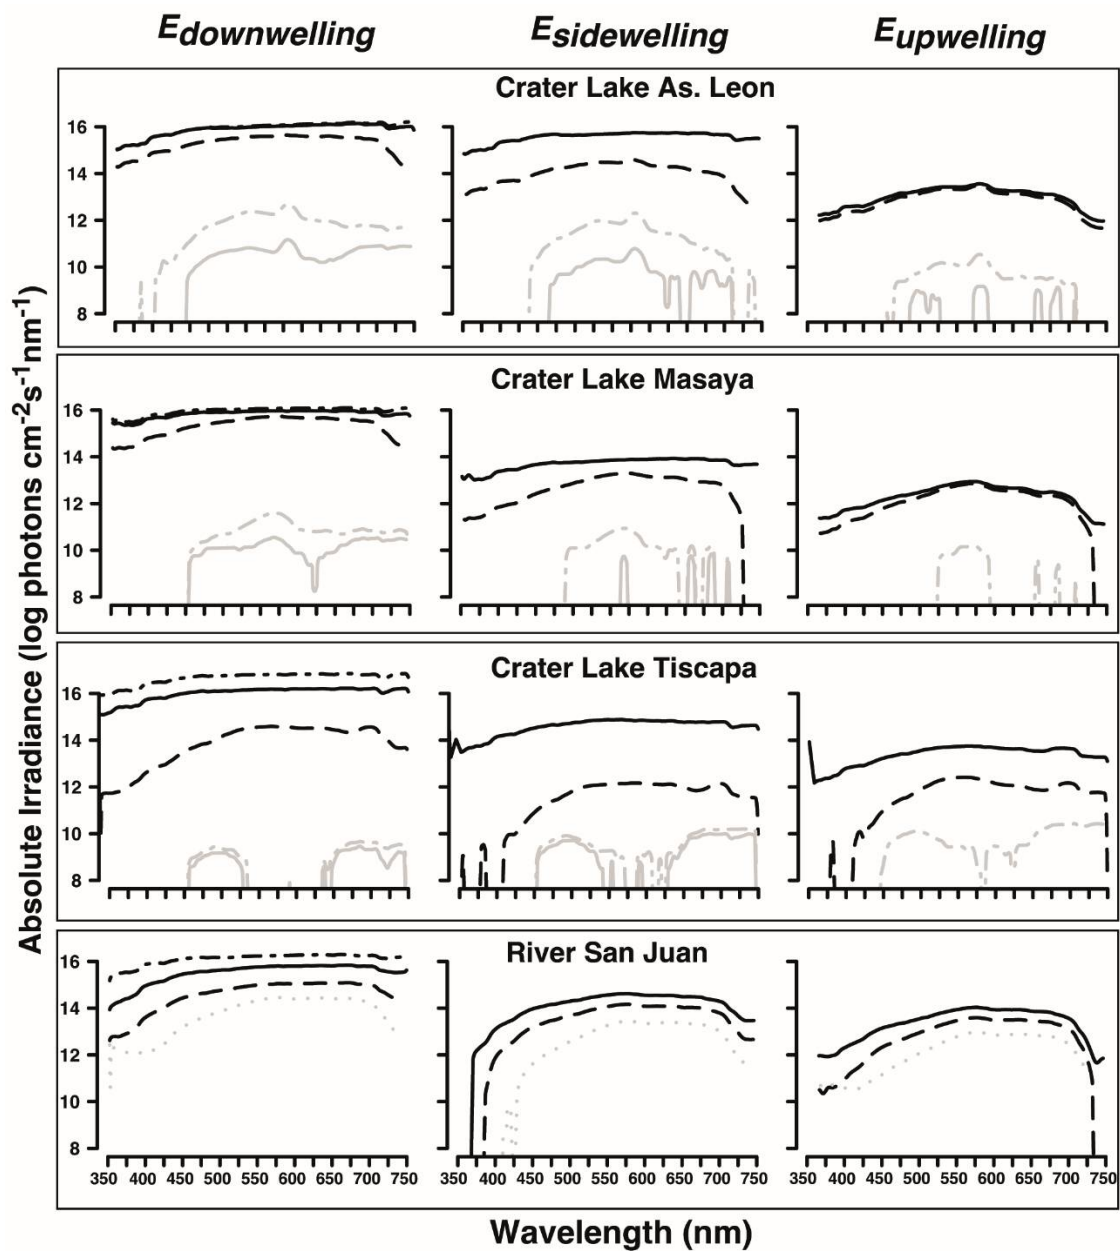 Edownwelling Esidewelling Eupwelling
Absolute Irradiance (log photons cm-2s-1nm-1)
Crater Lake As. Leon
16
14
12
10
8
Crater Lake Masaya
16
14
12
10
8
Crater Lake Tiscapa
16
14
12
10
8
River San Juan
16
14
12
10
8
350 400 450 500 550 600 650 700 750 350 400 450 500 550 600 650 700 750 350 400 450 500 550 600 650 700 750
Wavelength (nm)